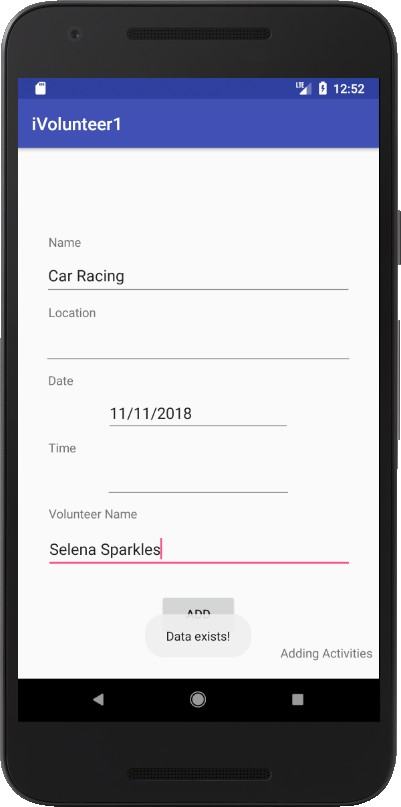 LTE 12:52
iVolunteer1
Name
Car Racing
Location
Date
11/11/2018
Time
Volunteer Name
Selena Sparkles
ADD
Data exists!
Adding Activities